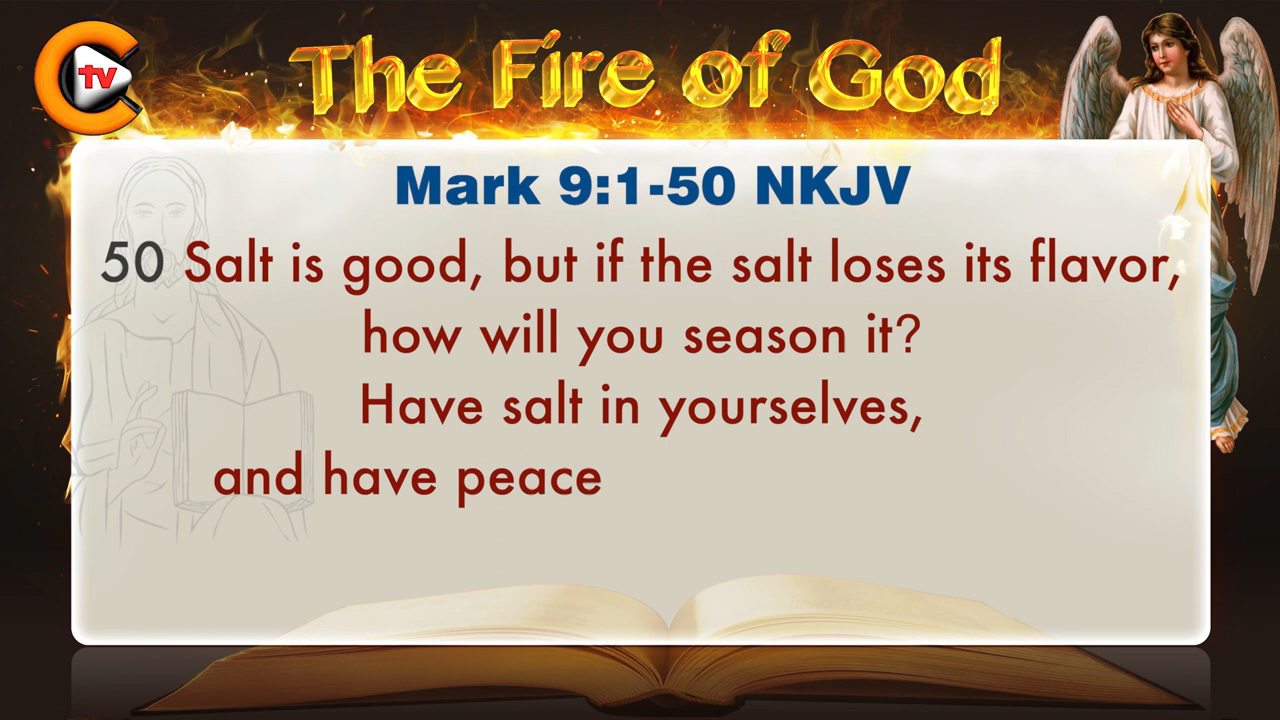 tv
The Fire of God
Mark 9:1-50 NKJV
50 Salt is good, but if the salt loses its flavor,
how will you season it?
Have salt in yourselves,
and have peace